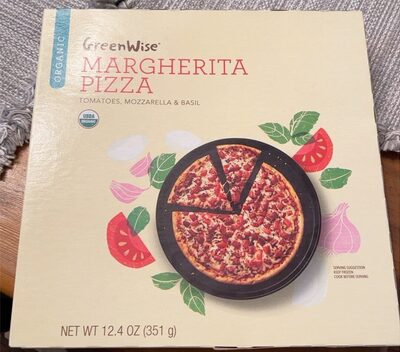 ORGANIC
GreenWise®
MARGHERITA
PIZZA
TOMATOES, MOZZARELLA & BASIL
USDA
ORGANIC
SERVING SUGGESTION
KEEP FROZEN
COOK BEFORE SERVING
NET WT 12.4 OZ (351 g)